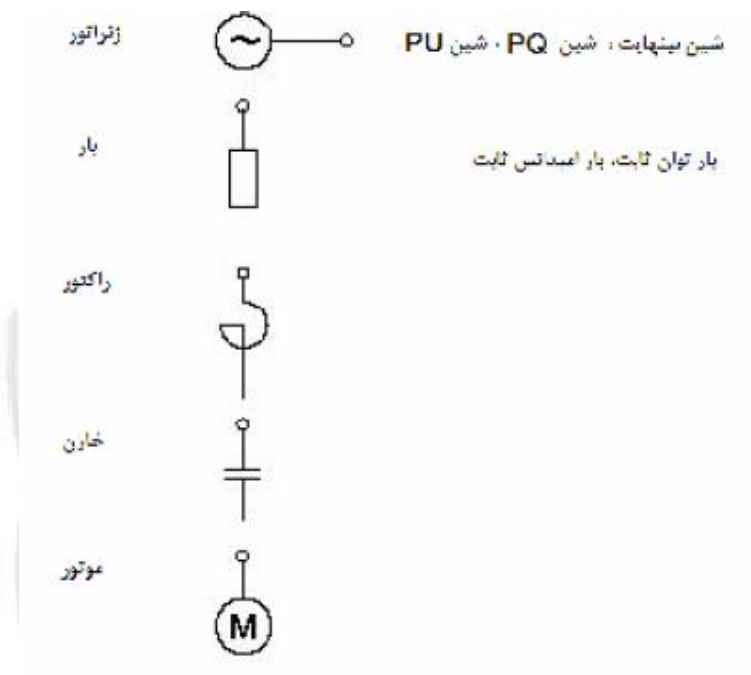 ژنراتور
~
شین بینهایت ، شین PQ ، شین PU
بار
بار توان ثابت، بار امپدانس ثابت
راکتور
خازن
موتور
M